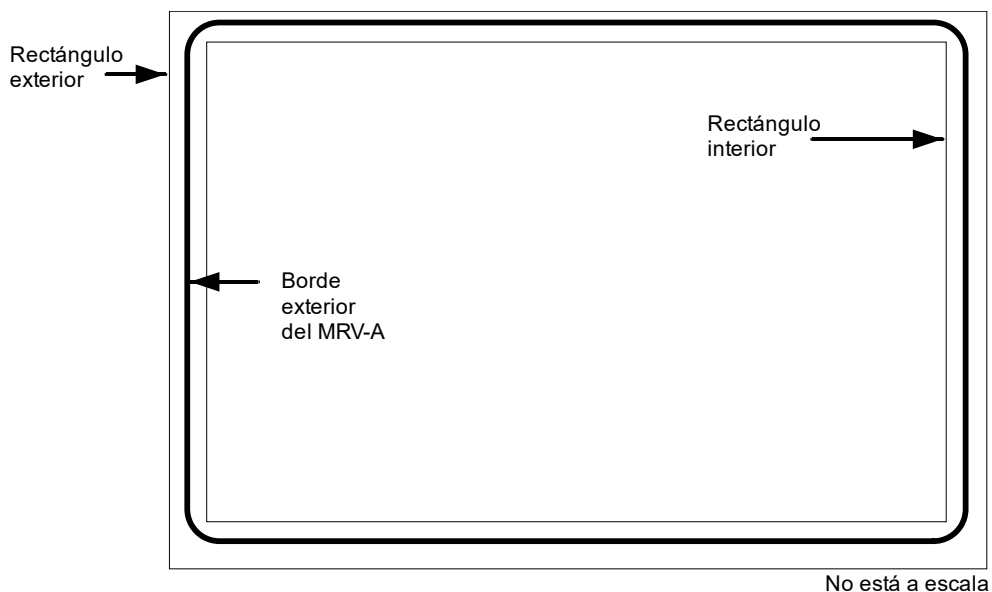 Rectángulo
exterior
Rectángulo
interior
Borde
exterior
del MRV-A
No está a escala